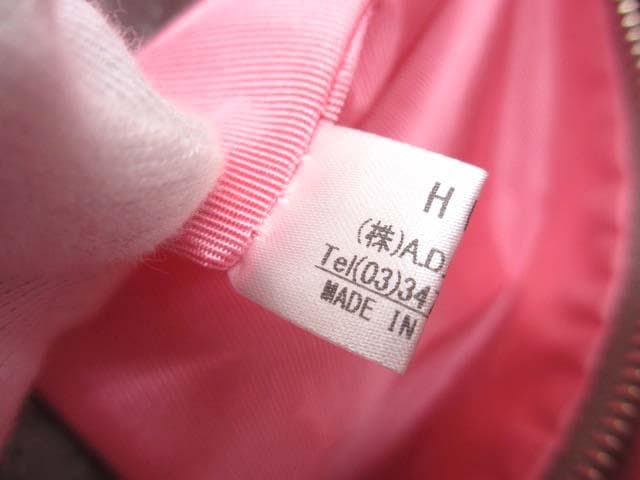 H
(株)A.D.
Tel(03)34
MADE IN